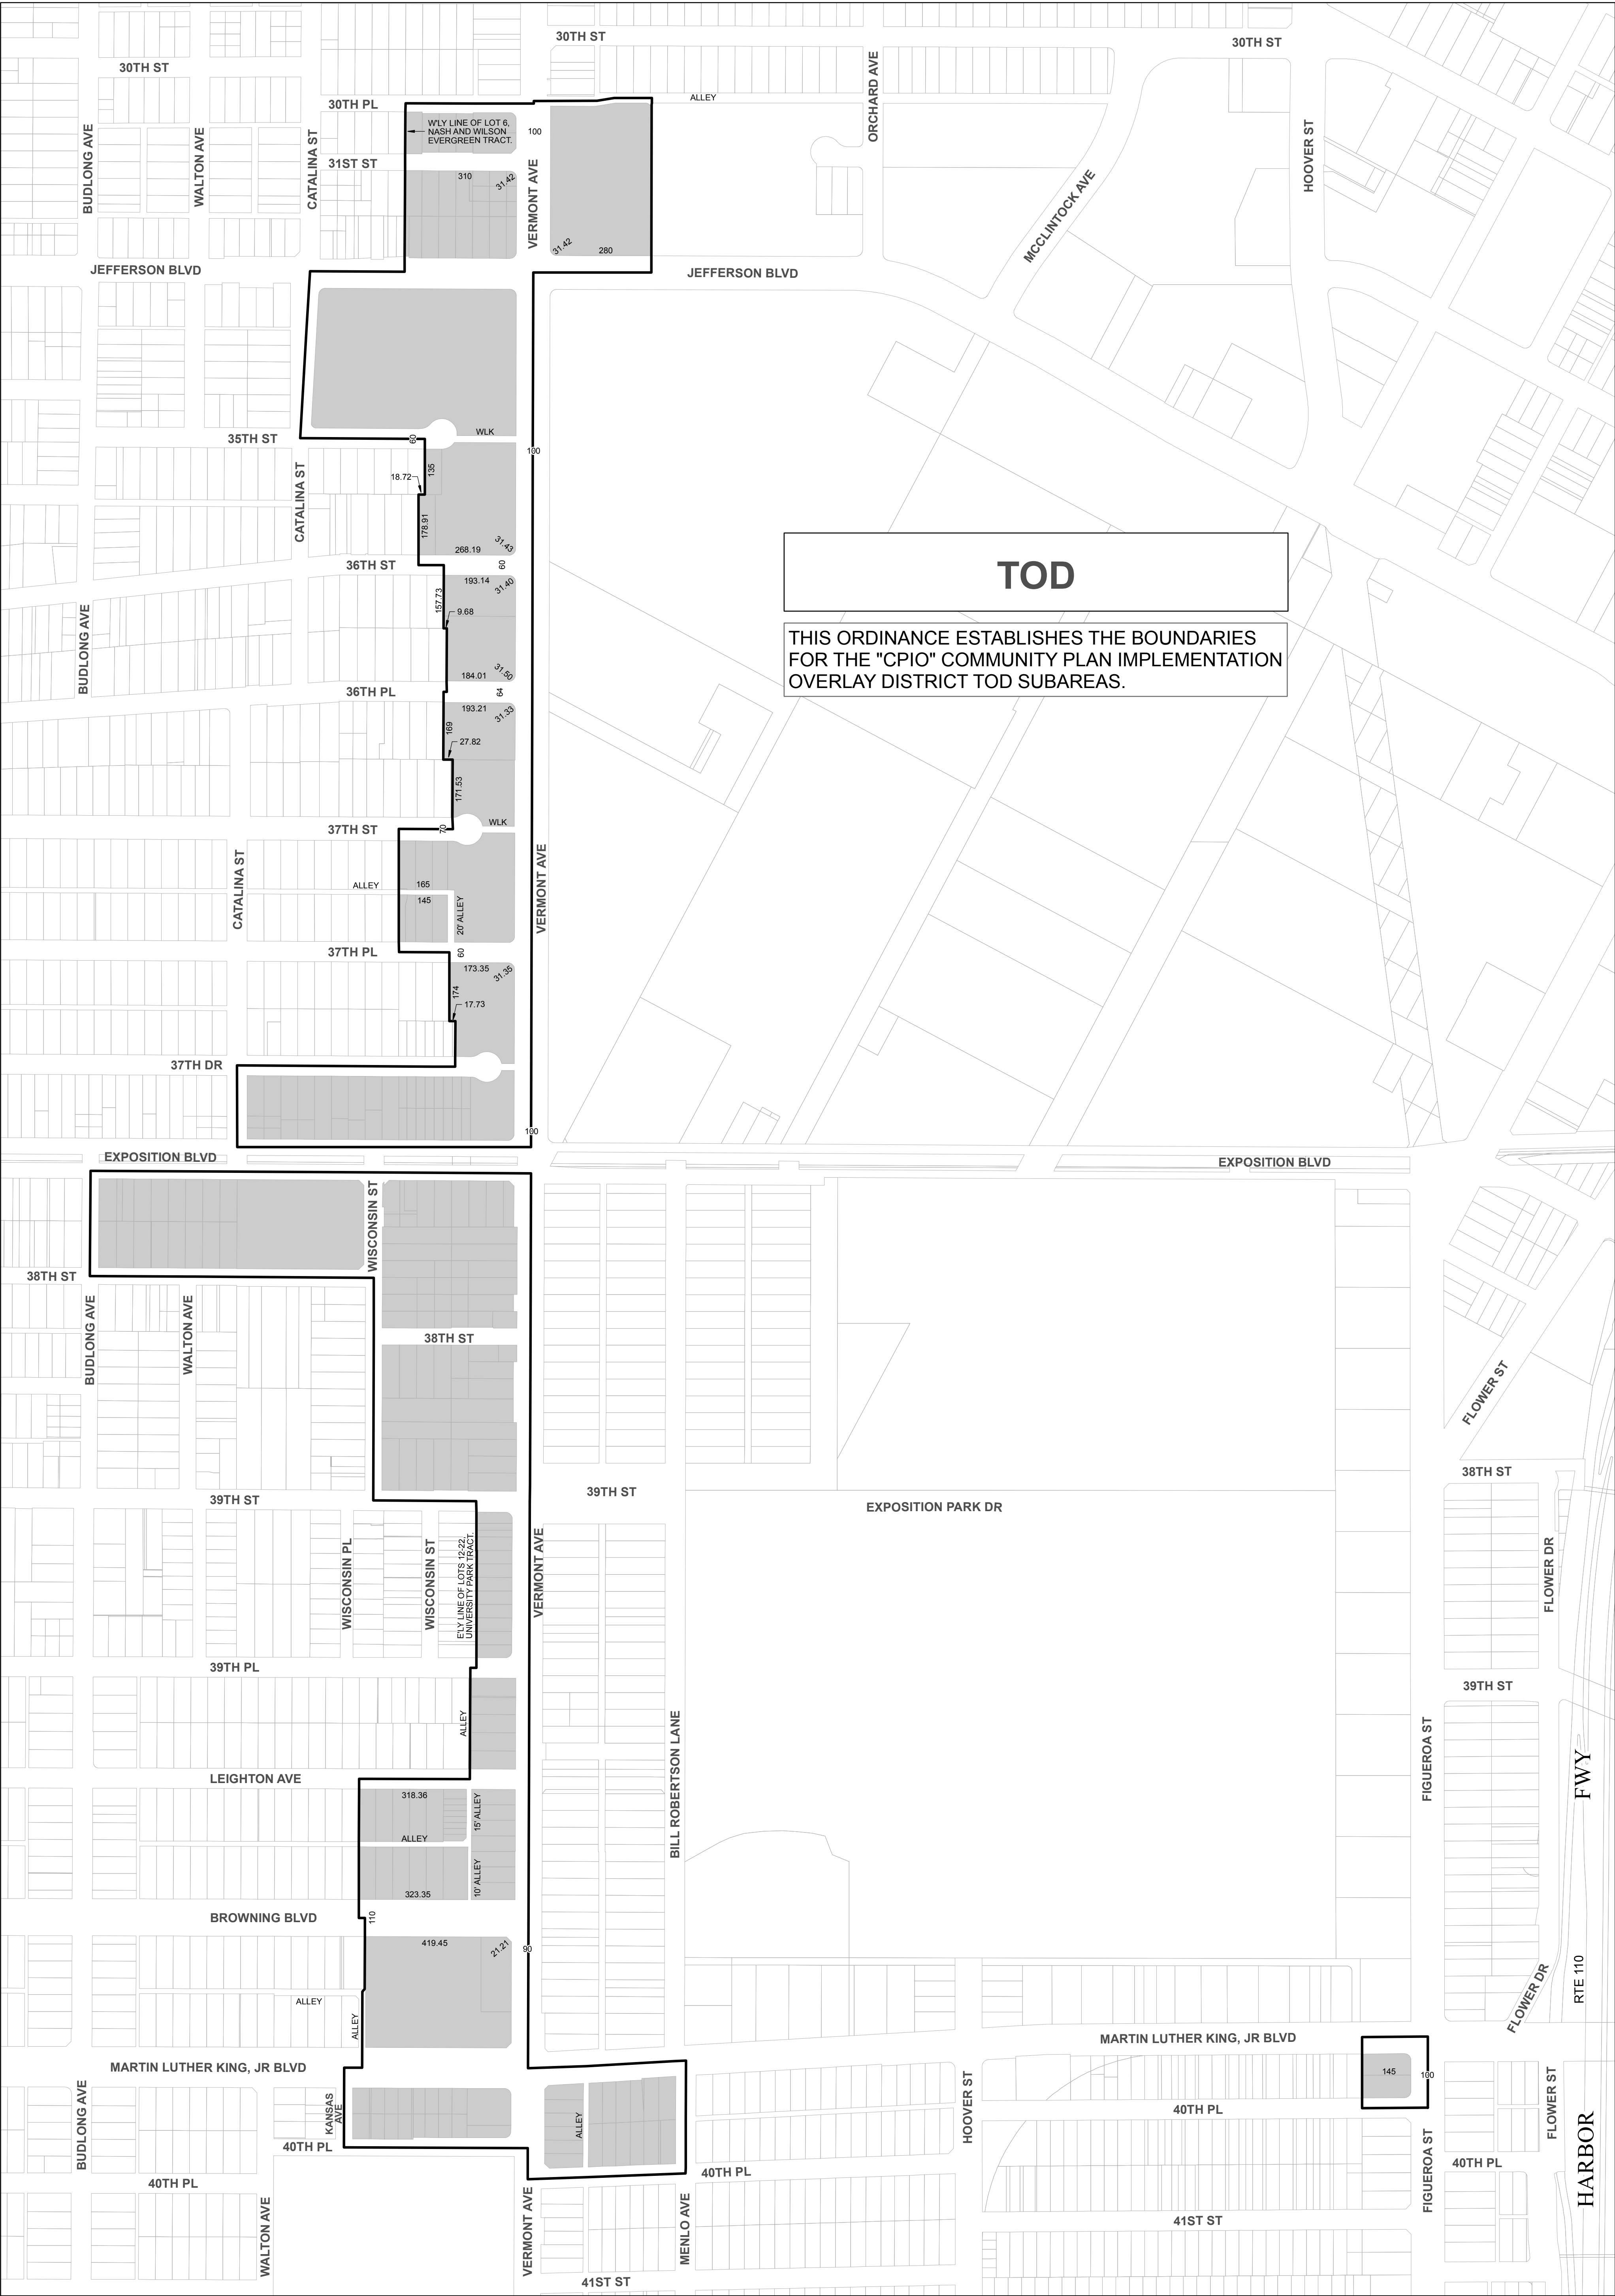 30TH ST
30TH ST
30TH ST
30TH PL
ALLEY
W'LY LINE OF LOT 6,
NASH AND WILSON
EVERGREEN TRACT.
100
BUDLONG AVE
WALTON AVE
CATALINA ST
31ST ST
310
31.42
VERMONT AVE
31.42
280
ORCHARD AVE
MCCLINTOCK AVE
HOOVER ST
JEFFERSON BLVD
JEFFERSON BLVD
35TH ST
60
WLK
100
CATALINA ST
18.72
135
178.91
268.19
31.43
36TH ST
60
193.14
31.40
157.73
9.68
BUDLONG AVE
184.01
31.50
36TH PL
64
193.21
31.33
169
27.82
171.53
TOD
THIS ORDINANCE ESTABLISHES THE BOUNDARIES
FOR THE "CPIO" COMMUNITY PLAN IMPLEMENTATION
OVERLAY DISTRICT TOD SUBAREAS.
37TH ST
70
WLK
CATALINA ST
ALLEY
165
145
20' ALLEY
VERMONT AVE
37TH PL
60
173.35
31.35
174
17.73
37TH DR
100
EXPOSITION BLVD
EXPOSITION BLVD
WISCONSIN ST
38TH ST
BUDLONG AVE
WALTON AVE
38TH ST
FLOWER ST
38TH ST
39TH ST
39TH ST
EXPOSITION PARK DR
WISCONSIN PL
WISCONSIN ST
E'LY LINE OF LOTS 12-22,
UNIVERSITY PARK TRACT.
VERMONT AVE
FLOWER DR
39TH PL
39TH ST
ALLEY
BILL ROBERTSON LANE
FIGUEROA ST
FWY
LEIGHTON AVE
318.36
15' ALLEY
ALLEY
10' ALLEY
323.35
BROWNING BLVD
110
419.45
21.21
90
ALLEY
ALLEY
FLOWER DR
RTE 110
MARTIN LUTHER KING, JR BLVD
MARTIN LUTHER KING, JR BLVD
145
100
BUDLONG AVE
KANSAS
AVE
ALLEY
40TH PL
HOOVER ST
40TH PL
FLOWER ST
HARBOR
40TH PL
40TH PL
40TH PL
WALTON AVE
VERMONT AVE
MENLO AVE
FIGUEROA ST
41ST ST
41ST ST